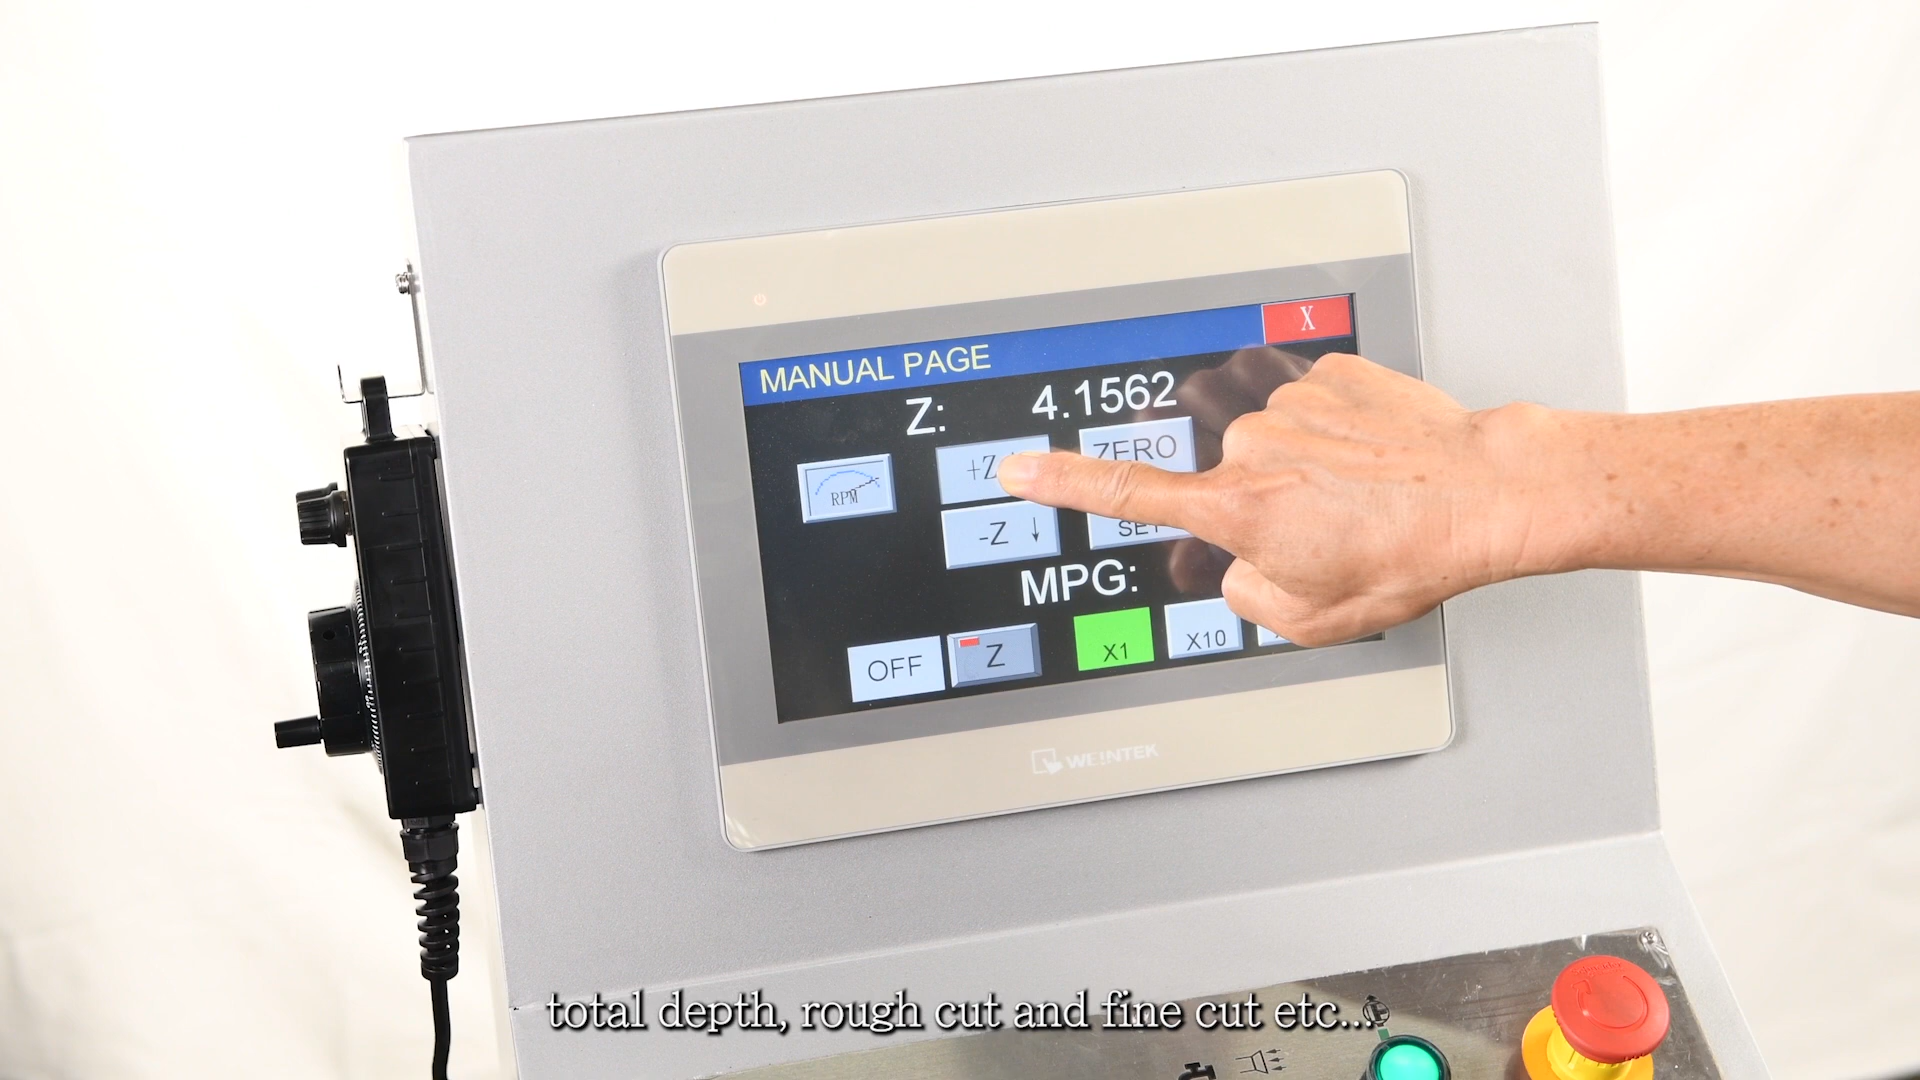 X
MANUAL PAGE
Z: 4.1562
+Z
ZERO
RPM
-Z ↓
SET
MPG:
OFF
Z
X1
X10
WEINTEK
total depth, rough cut and fine cut etc...